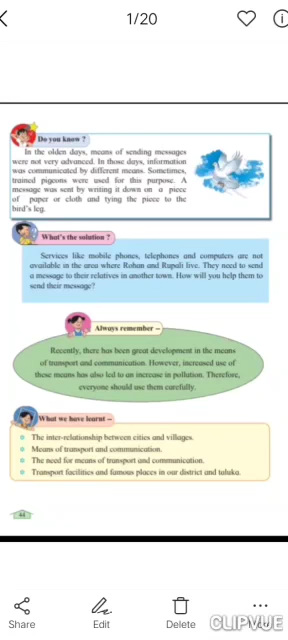 1/20
Do you know ?
In the olden days, means of sending messages
were not very advanced. In those days, information
was communicated by different means. Sometimes,
trained pigeons were used for this purpose. A
message was sent by writing it down on a piece
of paper or cloth and tying the piece to the
bird's leg.
What's the solution ?
Services like mobile phones, telephones and computers are not
available in the area where Rohan and Rupali live. They need to send
a message to their relatives in another town. How will you help them to
send their message?
Always remember –
Recently, there has been great development in the means
of transport and communication. However, increased use of
these means has also led to an increase in pollution. Therefore,
everyone should use them carefully.
What we have learnt –
The inter-relationship between cities and villages.
Means of transport and communication.
The need for means of transport and communication.
Transport facilities and famous places in our district and taluka.
44
Share Edit Delete
CLIPVUE